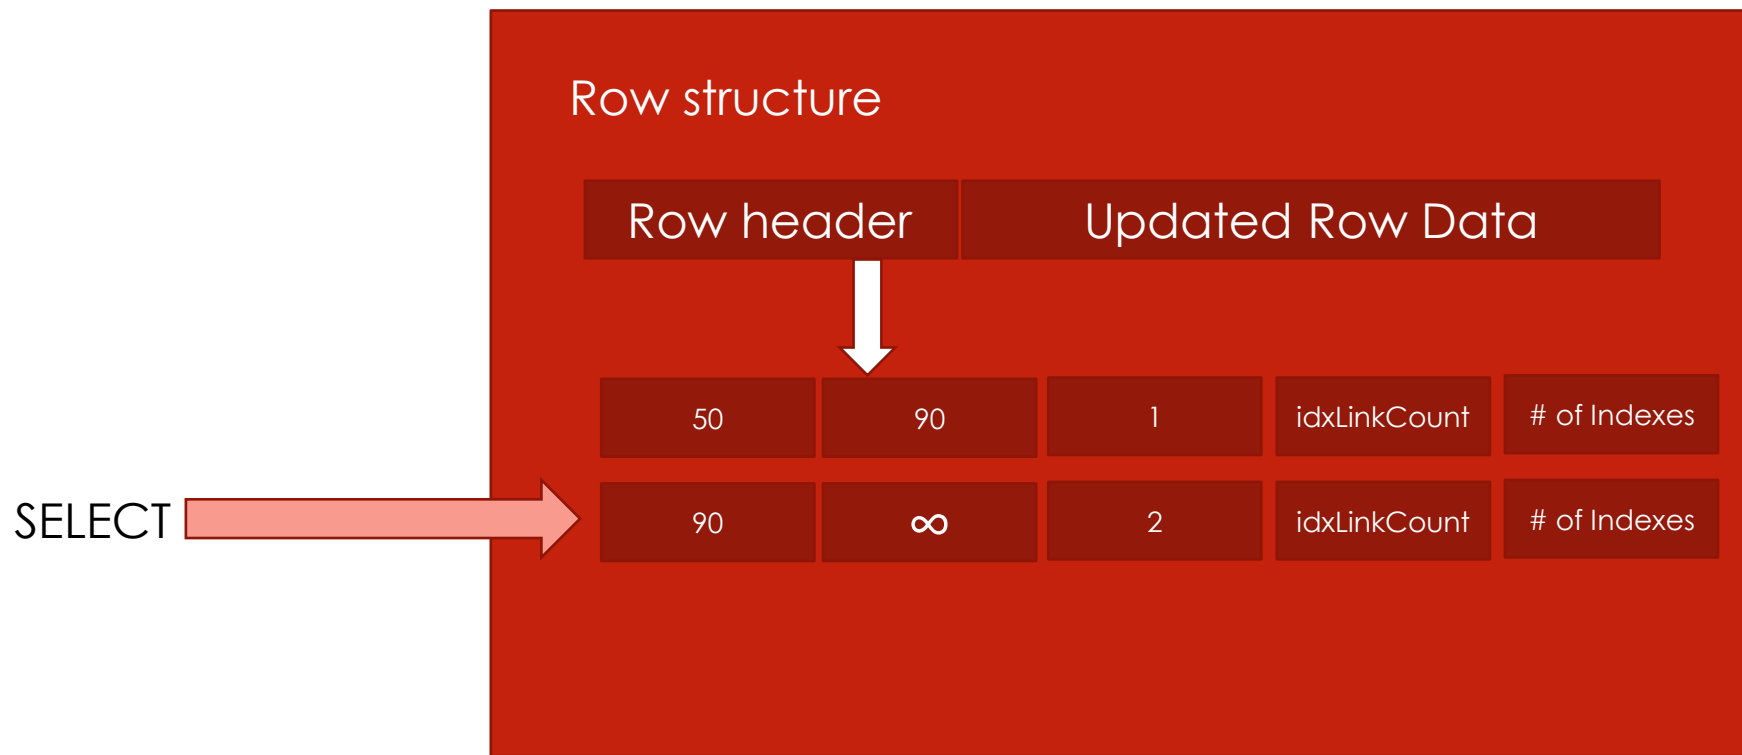 Row structure
Row header Updated Row Data
50 90 1 idxLinkCount # of Indexes
SELECT 90 ∞ 2 idxLinkCount # of Indexes